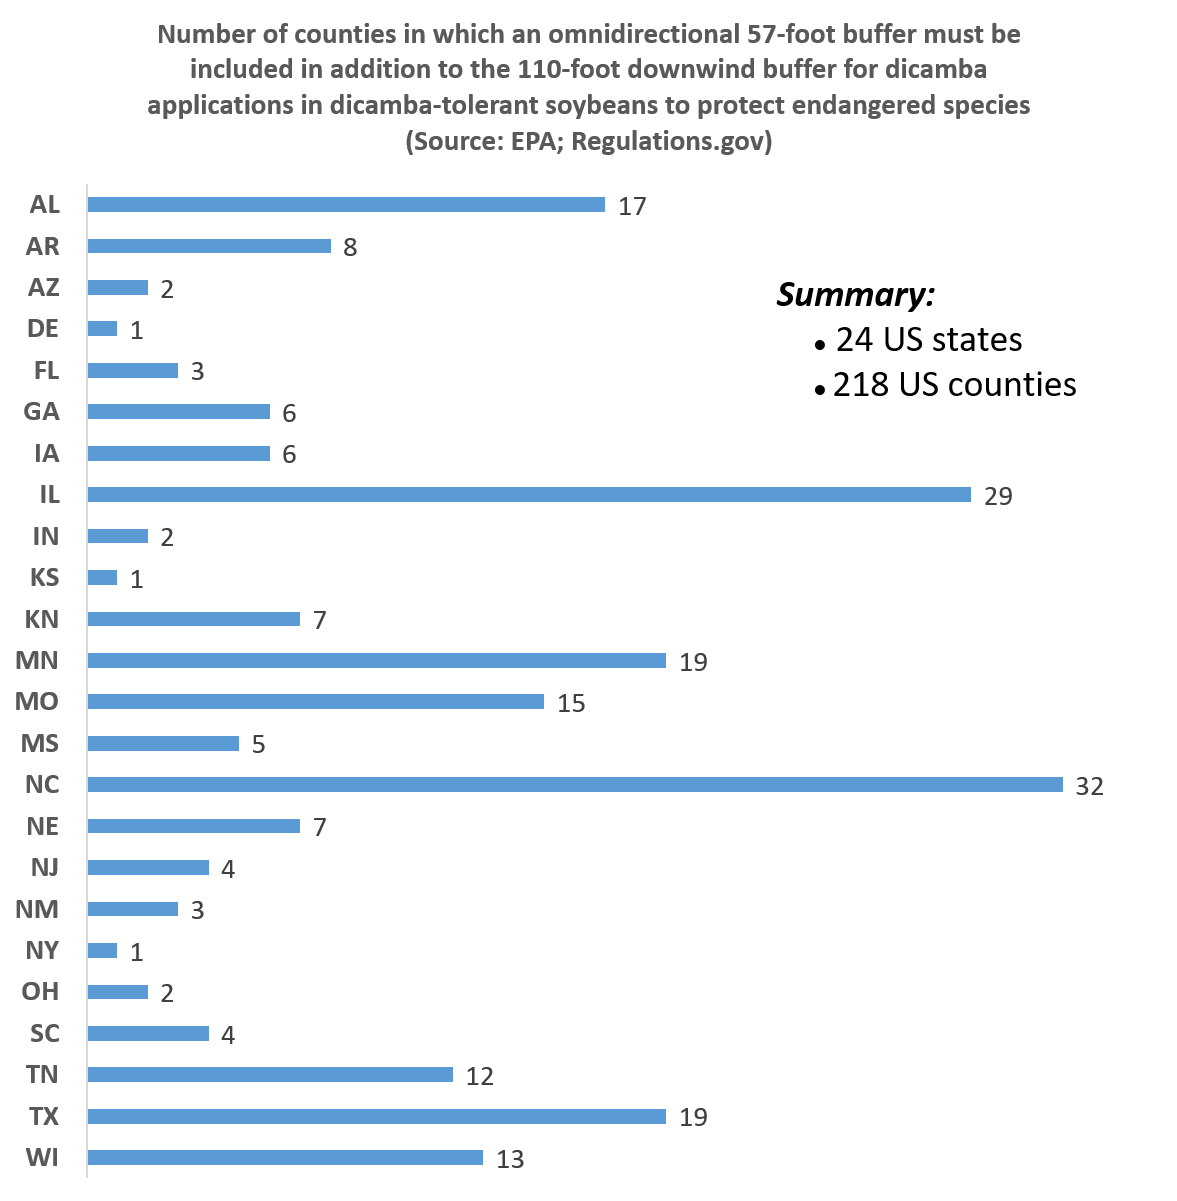 Number of counties in which an omnidirectional 57-foot buffer must be
included in addition to the 110-foot downwind buffer for dicamba
applications in dicamba-tolerant soybeans to protect endangered species
(Source: EPA; Regulations.gov)
AL 17
AR 8
AZ 2
DE 1
FL 3
GA 6
IA 6
IL 29
IN 2
KS 1
KN 7
MN 19
MO 15
MS 5
NC 32
NE 7
NJ 4
NM 3
NY 1
OH 2
SC 4
TN 12
TX 19
WI 13
Summary:
• 24 US states
• 218 US counties